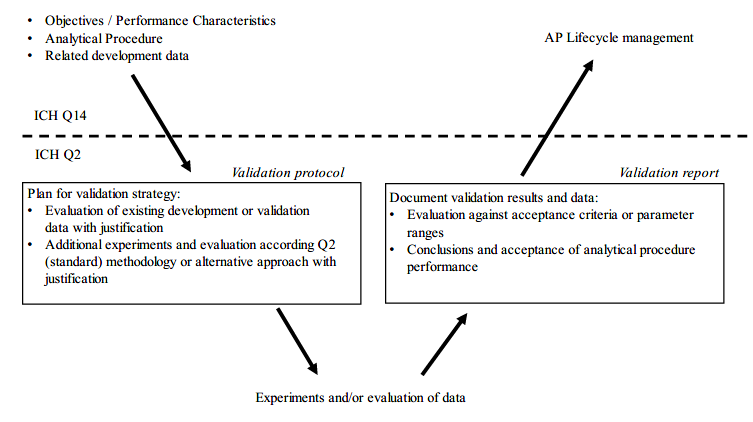 • Objectives / Performance Characteristics
• Analytical Procedure
• Related development data
AP Lifecycle management
ICH Q14
ICH Q2
Validation protocol
Plan for validation strategy:
• Evaluation of existing development or validation
data with justification
• Additional experiments and evaluation according Q2
(standard) methodology or alternative approach with
justification
Validation report
Document validation results and data:
• Evaluation against acceptance criteria or parameter
ranges
• Conclusions and acceptance of analytical procedure
performance
Experiments and/or evaluation of data